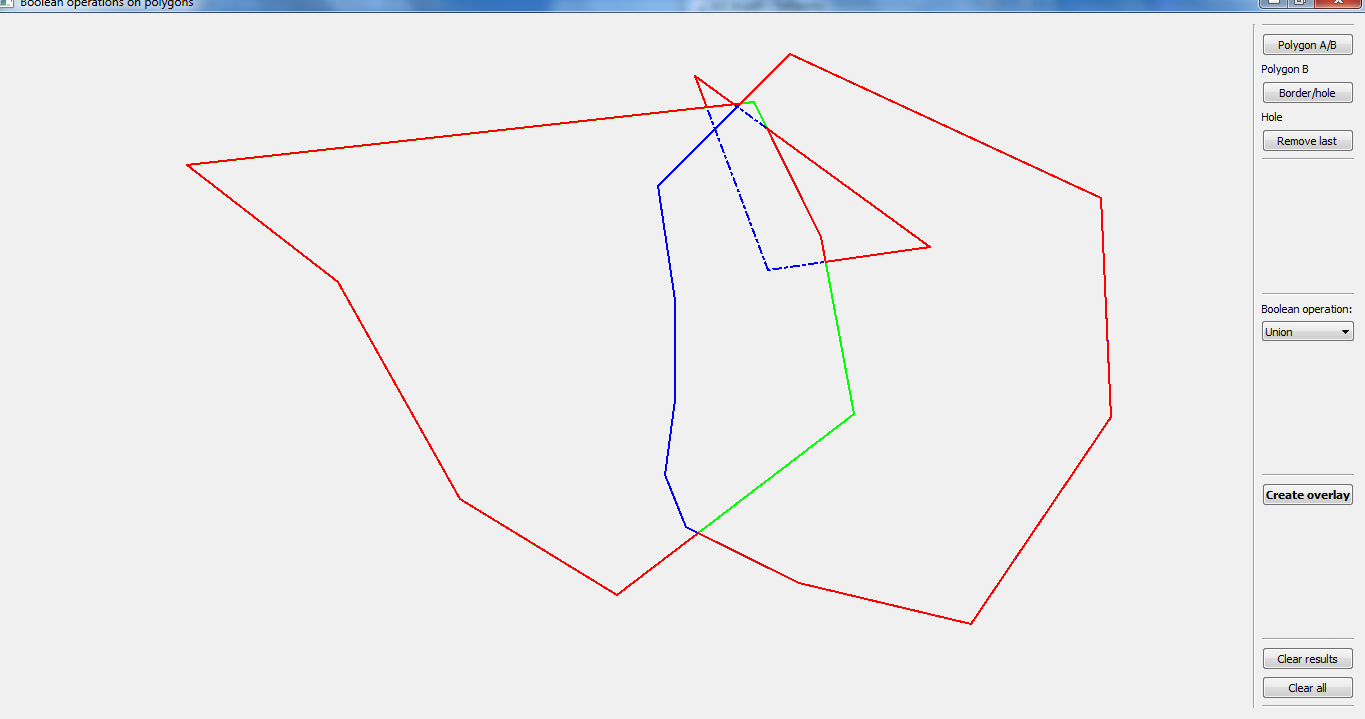 Boolean operations on polygons
Polygon A/B
Polygon B
Border/hole
Hole
Remove last
Boolean operation:
Union
Create overlay
Clear results
Clear all